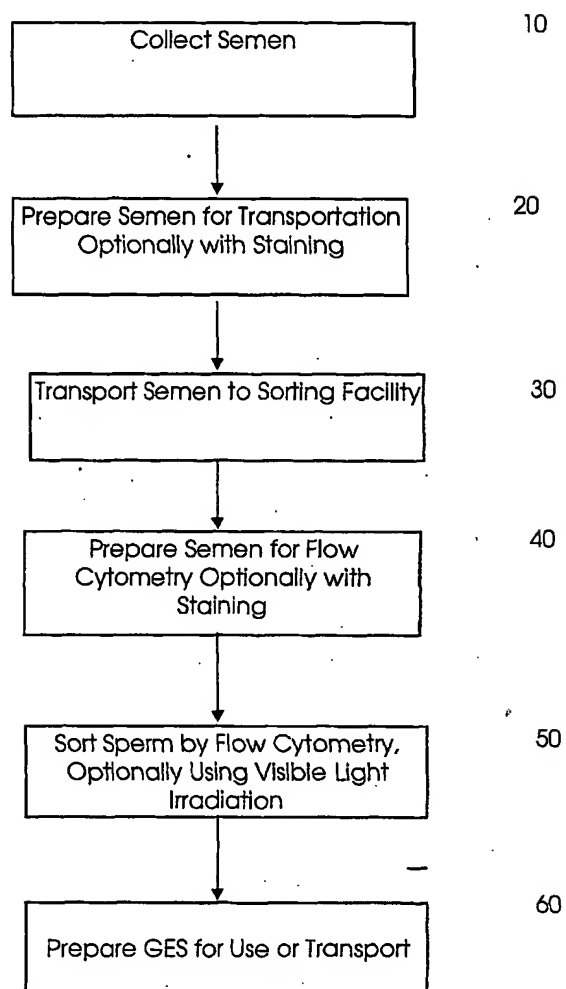 Collect Semen
10
Prepare Semen for Transportation
Optionally with Staining
20
Transport Semen to Sorting Facility
30
Prepare Semen for Flow
Cytometry Optionally with
Staining
40
Sort Sperm by Flow Cytometry,
Optionally Using Visible Light
Irradiation
50
Prepare GES for Use or Transport
60